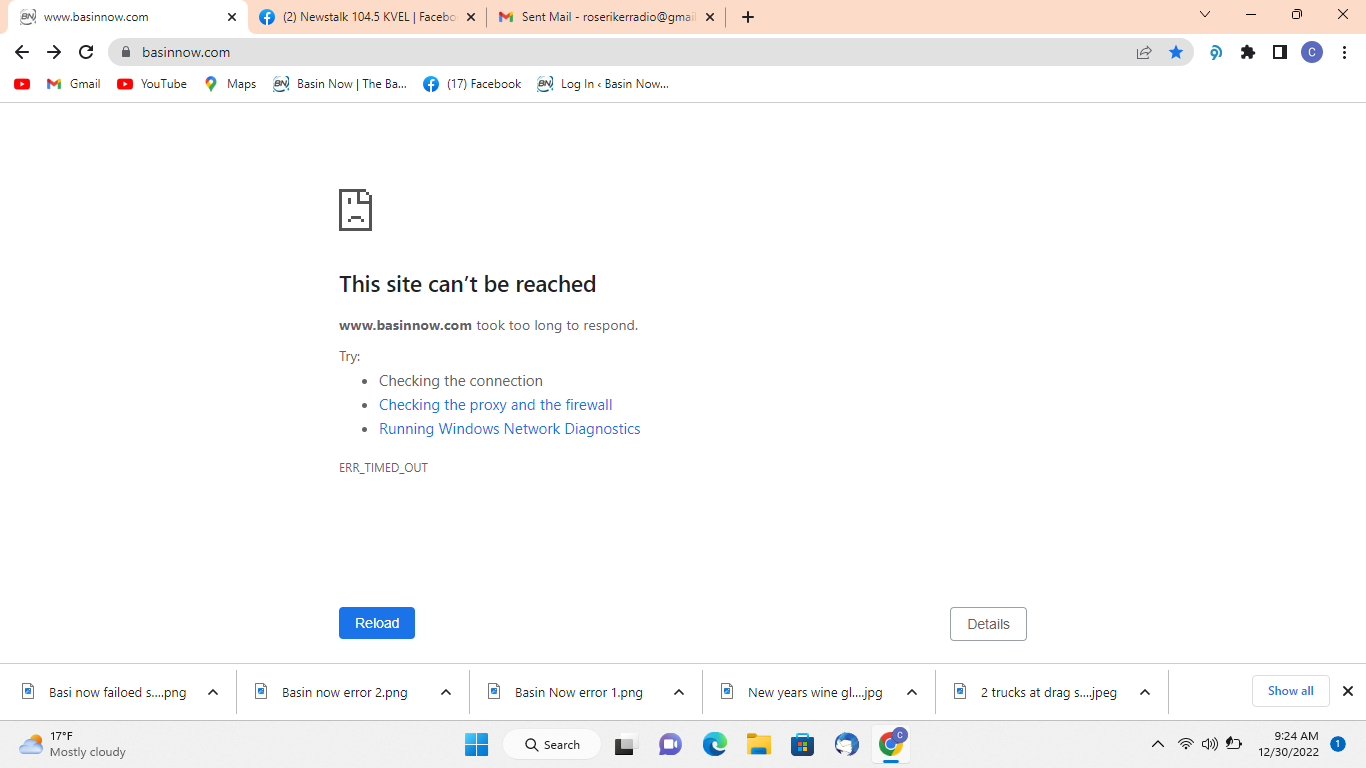 www.basinnow.com
(2) Newstalk 104.5 KVEL | Facebo
Sent Mail - roserikerradio@gmai
basinnow.com
C
Gmail
YouTube
Maps
BN Basin Now | The Ba...
(17) Facebook
BN Log In ‹ Basin Now...
This site can't be reached
www.basinnow.com took too long to respond.
Try:
• Checking the connection
• Checking the proxy and the firewall
• Running Windows Network Diagnostics
ERR_TIMED_OUT
Reload
Details
Basi now failoed s....png
Basin now error 2.png
Basin Now error 1.png
New years wine gl....jpg
2 trucks at drag s....jpeg
Show all
17°F
Mostly cloudy
Search
C
9:24 AM
12/30/2022
1